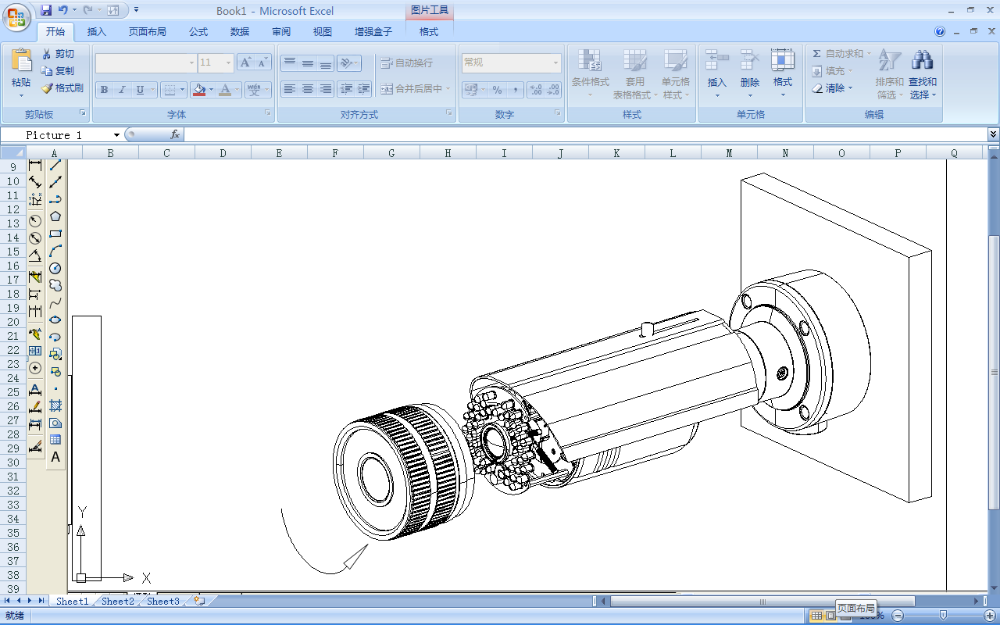 Book1 - Microsoft Excel
图片工具
开始 插入 页面布局 公式 数据 审阅 视图 增强盒子 格式
粘贴
剪切
复制
格式刷
剪贴板
11
B I U A
wén
字体
自动换行
合并后居中
对齐方式
常规
% ,
数字
条件格式
套用
表格格式
单元格
样式
样式
插入
删除
格式
单元格
Σ 自动求和
填充
清除
排序和
筛选
查找和
选择
编辑
Picture 1
fx
A B C D E F G H I J K L M N O P Q
9
10
11
12
13
14
15
16
17
18
19
20
21
22
23
24
25
26
27
28
29
30
31
32
33
34
35
36
37
38
39
A
A
Y
X
Sheet1 Sheet2 Sheet3
就绪
页面布局